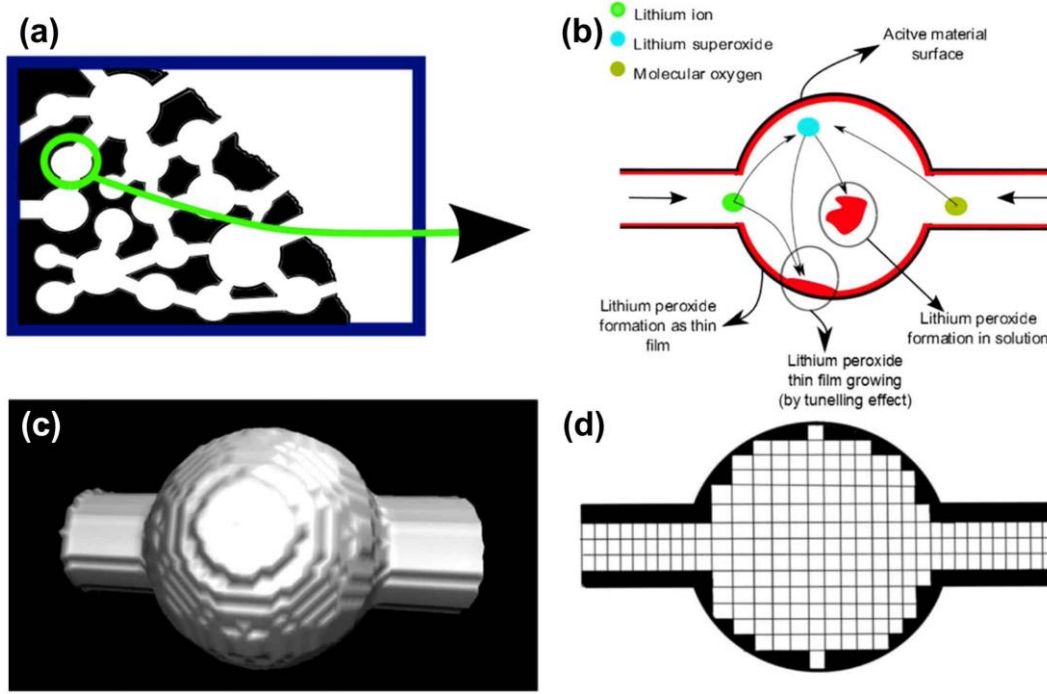 (a)
(b)
Lithium ion
Lithium superoxide
Molecular oxygen
Acitve material
surface
Lithium peroxide
formation as thin
film
Lithium peroxide
thin film growing
(by tunelling effect)
Lithium peroxide
formation in solution
(c)
(d)